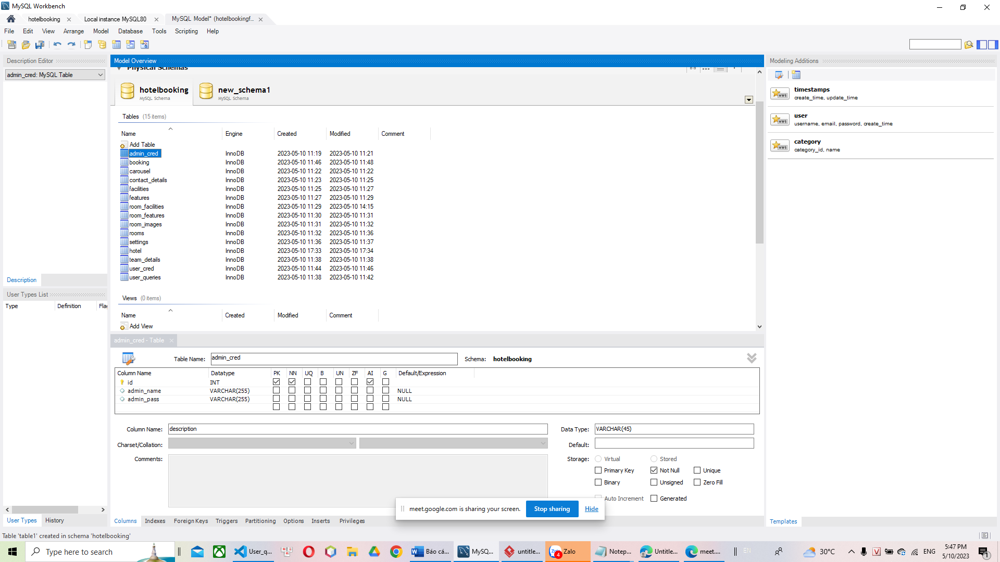 MySQL Workbench
hotelbooking
Local instance MySQL80
MySQL Model* (hotelbookingf...
File Edit View Arrange Model Database Tools Scripting Help
Description Editor
admin_cred: MySQL Table
Description
User Types List
Type Definition Flag
User Types History
Model Overview
Physical Schemas
hotelbooking
MySQL Schema
new_schema1
MySQL Schema
Tables (15 items)
Name Engine Created Modified Comment
Add Table
admin_cred InnoDB 2023-05-10 11:19 2023-05-10 11:21
booking InnoDB 2023-05-10 11:46 2023-05-10 11:48
carousel InnoDB 2023-05-10 11:22 2023-05-10 11:22
contact_details InnoDB 2023-05-10 11:23 2023-05-10 11:25
facilities InnoDB 2023-05-10 11:25 2023-05-10 11:27
features InnoDB 2023-05-10 11:27 2023-05-10 11:29
room_facilities InnoDB 2023-05-10 11:29 2023-05-10 14:15
room_features InnoDB 2023-05-10 11:30 2023-05-10 11:31
room_images InnoDB 2023-05-10 11:31 2023-05-10 11:32
rooms InnoDB 2023-05-10 11:32 2023-05-10 11:36
settings InnoDB 2023-05-10 11:36 2023-05-10 11:37
hotel InnoDB 2023-05-10 17:33 2023-05-10 17:34
team_details InnoDB 2023-05-10 11:38 2023-05-10 11:38
user_cred InnoDB 2023-05-10 11:44 2023-05-10 11:46
user_queries InnoDB 2023-05-10 11:38 2023-05-10 11:42
Views (0 items)
Name Created Modified Comment
Add View
admin_cred - Table
Table Name: admin_cred Schema: hotelbooking
Column Name Datatype PK NN UQ B UN ZF AI G Default/Expression
id INT
admin_name VARCHAR(255) NULL
admin_pass VARCHAR(255) NULL
Column Name: description Data Type: VARCHAR(45)
Charset/Collation: Default:
Comments: Storage: Virtual Stored
Primary Key Not Null Unique
Binary Unsigned Zero Fill
Auto Increment Generated
meet.google.com is sharing your screen. Stop sharing Hide
Columns Indexes Foreign Keys Triggers Partitioning Options Inserts Privileges
Modeling Additions
timestamps
create_time, update_time
user
username, email, password, create_time
category
category_id, name
Templates
Table 'table1' created in schema 'hotelbooking'
Type here to search
User_q...
Báo cá...
MySQ...
untitle...
Zalo
4
Notep...
Untitle...
meet....
EN
30°C
ENG
5:47 PM
5/10/2023
1